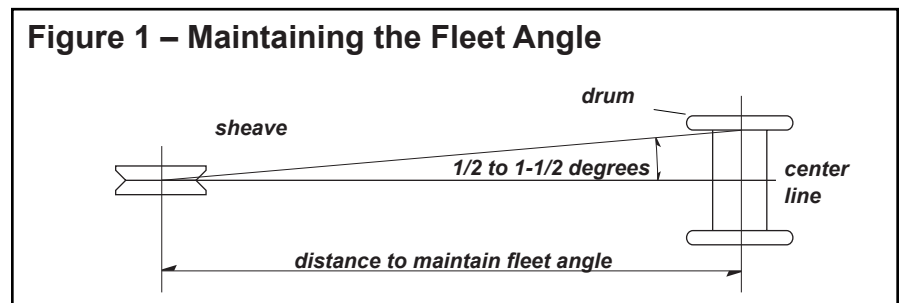 Figure 1 – Maintaining the Fleet Angle
drum
sheave
1/2 to 1-1/2 degrees
center
line
distance to maintain fleet angle